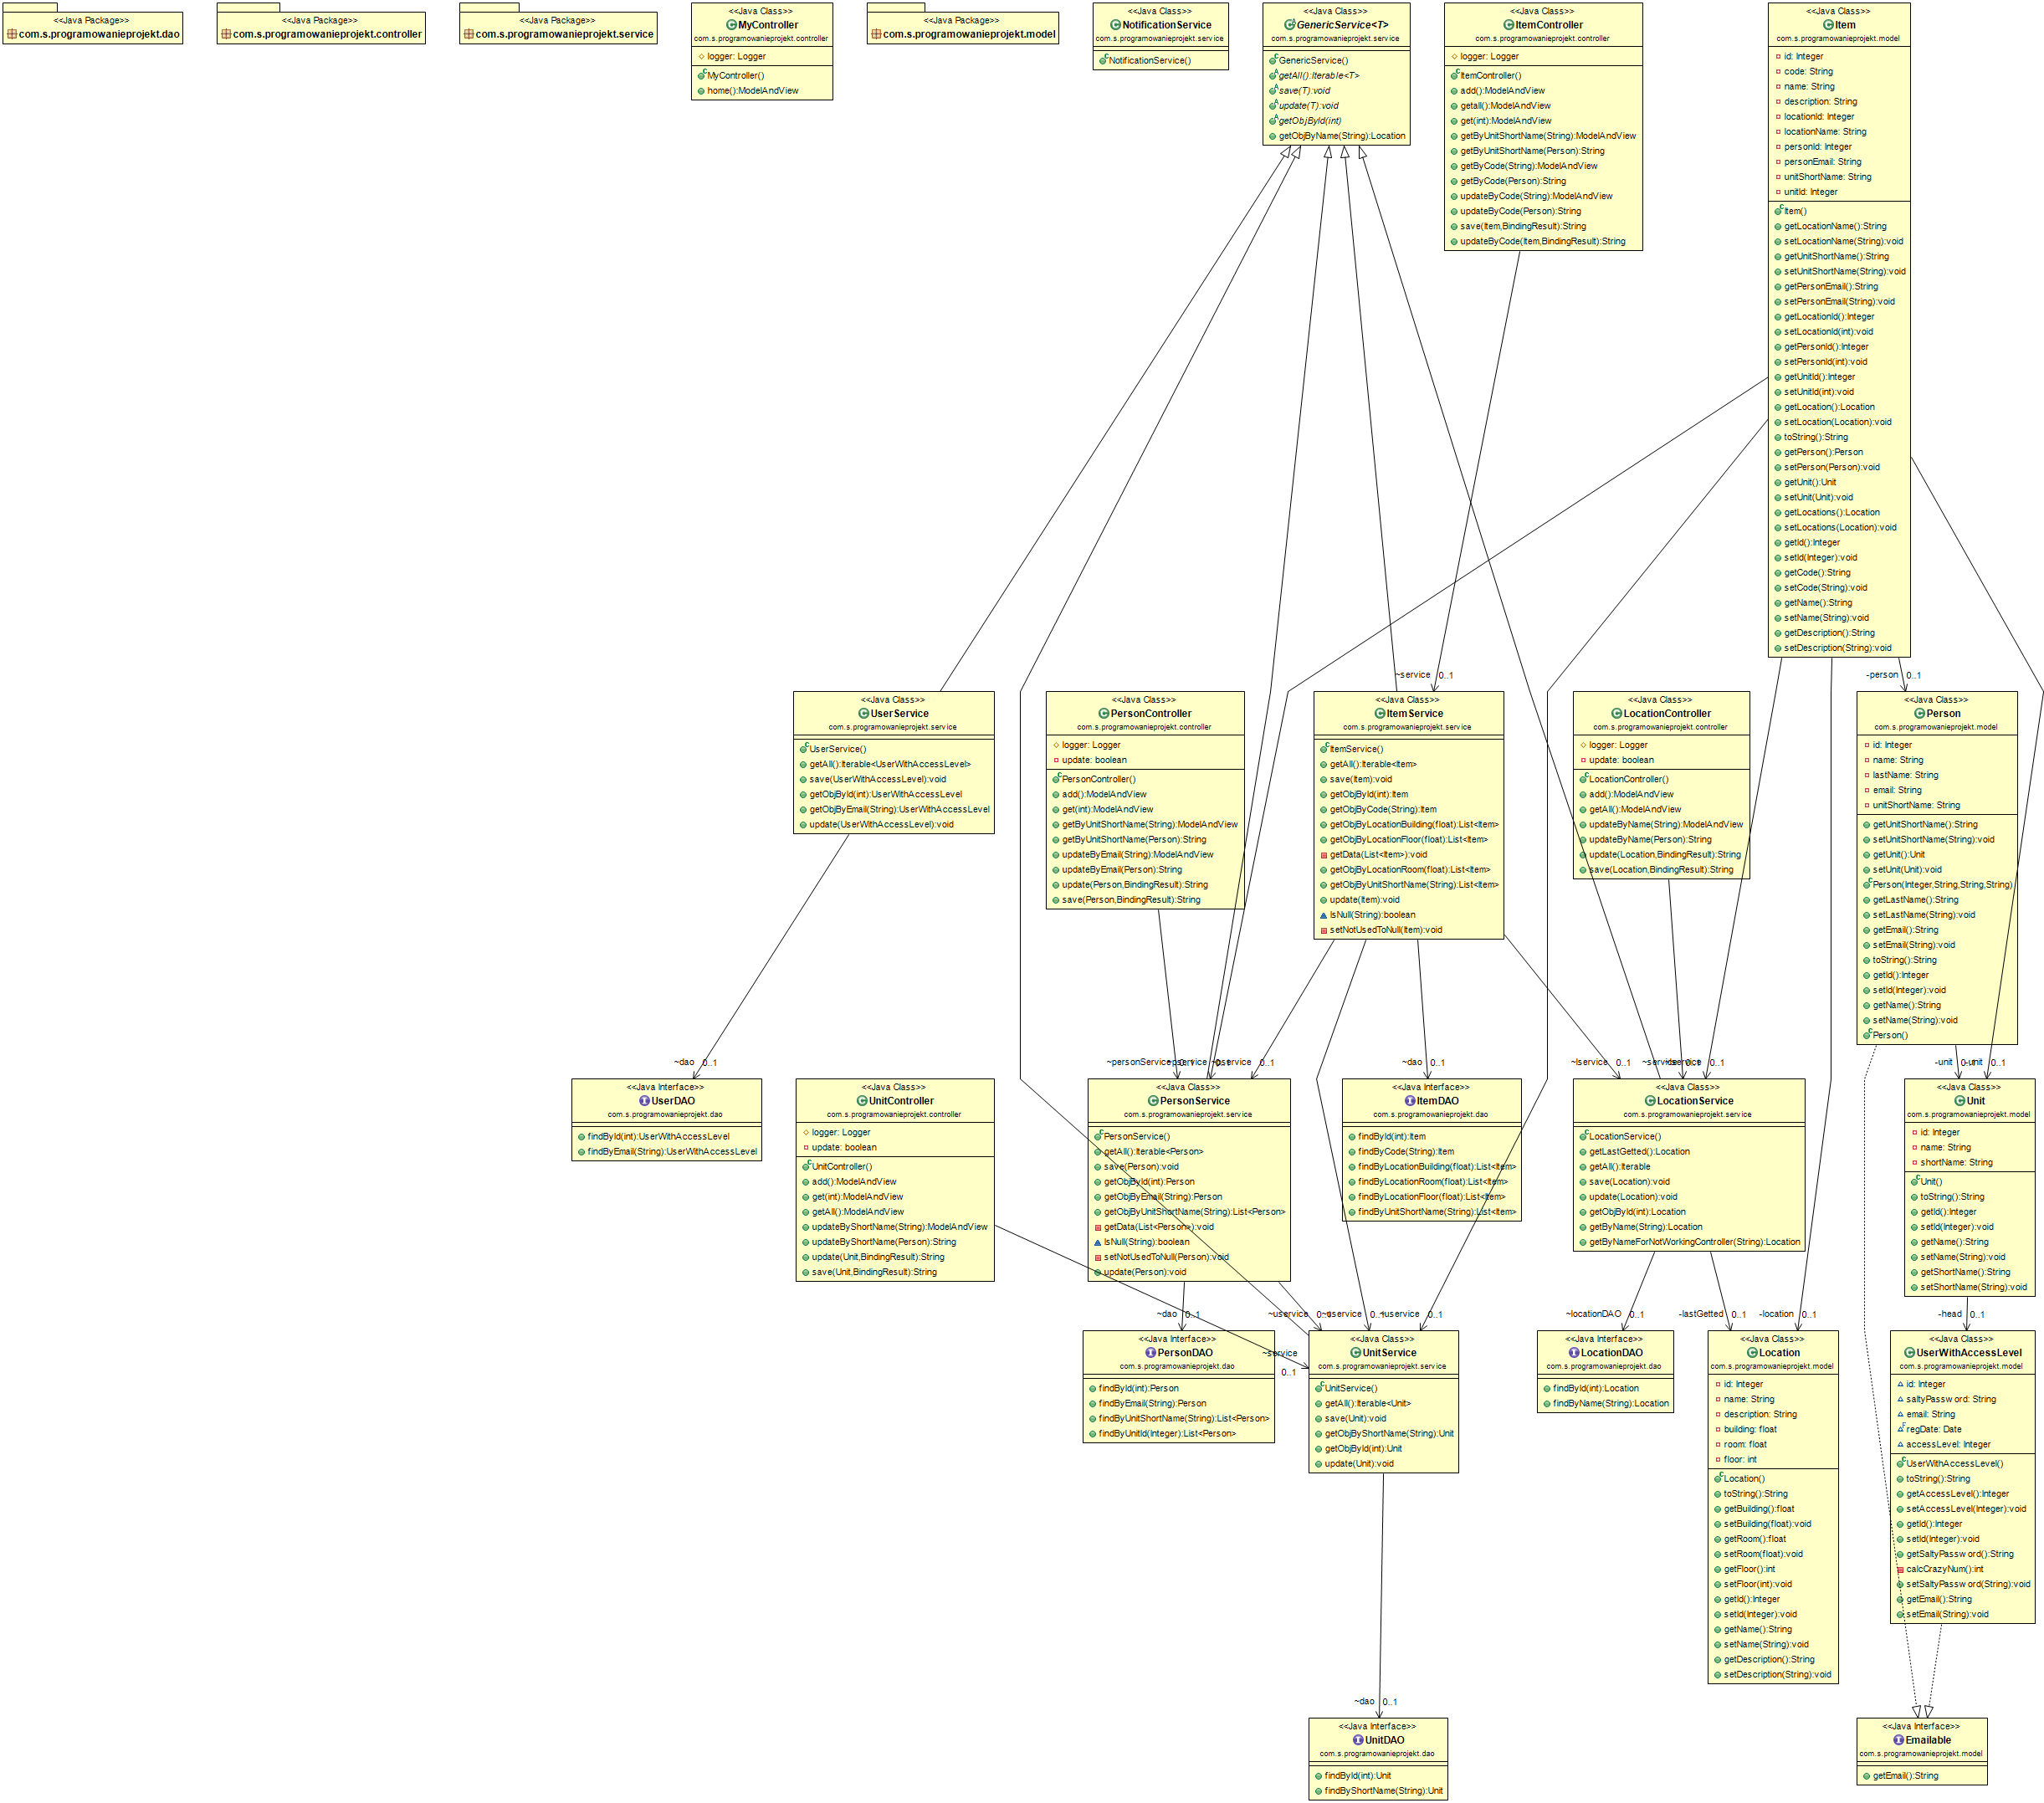 <<Java Package>>
com.s.programowanieprojekt.dao
<<Java Package>>
com.s.programowanieprojekt.controller
<<Java Package>>
com.s.programowanieprojekt.service
<<Java Class>>
MyController
com.s.programowanieprojekt.controller
logger: Logger
MyController()
home():ModelAndView
<<Java Package>>
com.s.programowanieprojekt.model
<<Java Class>>
NotificationService
com.s.programowanieprojekt.service
NotificationService()
<<Java Class>>
GenericService<T>
com.s.programowanieprojekt.service
GenericService()
getAll():Iterable<T>
save(T):void
update(T):void
getObjById(int)
getObjByName(String):Location
<<Java Class>>
ItemController
com.s.programowanieprojekt.controller
logger: Logger
ItemController()
add():ModelAndView
getall():ModelAndView
get(int):ModelAndView
getByUnitShortName(String):ModelAndView
getByUnitShortName(Person):String
getByCode(String):ModelAndView
getByCode(Person):String
updateByCode(String):ModelAndView
updateByCode(Person):String
save(Item,BindingResult):String
updateByCode(Item,BindingResult):String
<<Java Class>>
Item
com.s.programowanieprojekt.model
id: Integer
code: String
name: String
description: String
locationId: Integer
locationName: String
personId: Integer
personEmail: String
unitShortName: String
unitId: Integer
Item()
getLocationName():String
setLocationName(String):void
getUnitShortName():String
setUnitShortName(String):void
getPersonEmail():String
setPersonEmail(String):void
getLocationId():Integer
setLocationId(int):void
getPersonId():Integer
setPersonId(int):void
getUnitId():Integer
setUnitId(int):void
getLocation():Location
setLocation(Location):void
toString():String
getPerson():Person
setPerson(Person):void
getUnit():Unit
setUnit(Unit):void
getLocations():Location
setLocations(Location):void
getId():Integer
setId(Integer):void
getCode():String
setCode(String):void
getName():String
setName(String):void
getDescription():String
setDescription(String):void
~service 0..1
-person 0..1
<<Java Class>>
UserService
com.s.programowanieprojekt.service
UserService()
getAll():Iterable<UserWithAccessLevel>
save(UserWithAccessLevel):void
getObjById(int):UserWithAccessLevel
getObjByEmail(String):UserWithAccessLevel
update(UserWithAccessLevel):void
<<Java Class>>
PersonController
com.s.programowanieprojekt.controller
logger: Logger
update: boolean
PersonController()
add():ModelAndView
get(int):ModelAndView
getByUnitShortName(String):ModelAndView
getByUnitShortName(Person):String
updateByEmail(String):ModelAndView
updateByEmail(Person):String
update(Person,BindingResult):String
save(Person,BindingResult):String
<<Java Class>>
ItemService
com.s.programowanieprojekt.service
ItemService()
getAll():Iterable<Item>
save(Item):void
getObjById(int):Item
getObjByCode(String):Item
getObjByLocationBuilding(float):List<Item>
getObjByLocationFloor(float):List<Item>
getData(List<Item>):void
getObjByLocationRoom(float):List<Item>
getObjByUnitShortName(String):List<Item>
update(Item):void
IsNull(String):boolean
setNotUsedToNull(Item):void
<<Java Class>>
LocationController
com.s.programowanieprojekt.controller
logger: Logger
update: boolean
LocationController()
add():ModelAndView
getAll():ModelAndView
updateByName(String):ModelAndView
updateByName(Person):String
update(Location,BindingResult):String
save(Location,BindingResult):String
<<Java Class>>
Person
com.s.programowanieprojekt.model
id: Integer
name: String
lastName: String
email: String
unitShortName: String
getUnitShortName():String
setUnitShortName(String):void
getUnit():Unit
setUnit(Unit):void
Person(Integer,String,String,String)
getLastName():String
setLastName(String):void
getEmail():String
setEmail(String):void
toString():String
getId():Integer
setId(Integer):void
getName():String
setName(String):void
Person()
~dao 0..1
~personService
~dao 0..1
~lservice 0..1
-unit
0..1
<<Java Interface>>
UserDAO
com.s.programowanieprojekt.dao
findById(int):UserWithAccessLevel
findByEmail(String):UserWithAccessLevel
<<Java Class>>
UnitController
com.s.programowanieprojekt.controller
logger: Logger
update: boolean
UnitController()
add():ModelAndView
get(int):ModelAndView
getAll():ModelAndView
updateByShortName(String):ModelAndView
updateByShortName(Person):String
update(Unit,BindingResult):String
save(Unit,BindingResult):String
<<Java Class>>
PersonService
com.s.programowanieprojekt.service
PersonService()
getAll():Iterable<Person>
save(Person):void
getObjById(int):Person
getObjByEmail(String):Person
getObjByUnitShortName(String):List<Person>
getData(List<Person>):void
IsNull(String):boolean
setNotUsedToNull(Person):void
update(Person):void
<<Java Interface>>
ItemDAO
com.s.programowanieprojekt.dao
findById(int):Item
findByCode(String):Item
findByLocationBuilding(float):List<Item>
findByLocationRoom(float):List<Item>
findByLocationFloor(float):List<Item>
findByUnitShortName(String):List<Item>
<<Java Class>>
LocationService
com.s.programowanieprojekt.service
LocationService()
getLastGetted():Location
getAll():Iterable
save(Location):void
update(Location):void
getObjById(int):Location
getByName(String):Location
getByNameForNotWorkingController(String):Location
<<Java Class>>
Unit
com.s.programowanieprojekt.model
id: Integer
name: String
shortName: String
Unit()
toString():String
getId():Integer
setId(Integer):void
getName():String
setName(String):void
getShortName():String
setShortName(String):void
~dao 0..1
~uservice
~uservice
0..1
~locationDAO 0..1
-lastGetted 0..1
-location 0..1
-head 0..1
~service
0..1
<<Java Interface>>
PersonDAO
com.s.programowanieprojekt.dao
findById(int):Person
findByEmail(String):Person
findByUnitShortName(String):List<Person>
findByUnitId(Integer):List<Person>
<<Java Class>>
UnitService
com.s.programowanieprojekt.service
UnitService()
getAll():Iterable<Unit>
save(Unit):void
getObjByShortName(String):Unit
getObjById(int):Unit
update(Unit):void
<<Java Interface>>
LocationDAO
com.s.programowanieprojekt.dao
findById(int):Location
findByName(String):Location
<<Java Class>>
Location
com.s.programowanieprojekt.model
id: Integer
name: String
description: String
building: float
room: float
floor: int
Location()
toString():String
getBuilding():float
setBuilding(float):void
getRoom():float
setRoom(float):void
getFloor():int
setFloor(int):void
getId():Integer
setId(Integer):void
getName():String
setName(String):void
getDescription():String
setDescription(String):void
<<Java Class>>
UserWithAccessLevel
com.s.programowanieprojekt.model
id: Integer
saltyPassword: String
email: String
regDate: Date
accessLevel: Integer
UserWithAccessLevel()
toString():String
getAccessLevel():Integer
setAccessLevel(Integer):void
getId():Integer
setId(Integer):void
getSaltyPassword():String
calcCrazyNum():int
setSaltyPassword(String):void
getEmail():String
setEmail(String):void
~dao 0..1
<<Java Interface>>
UnitDAO
com.s.programowanieprojekt.dao
findById(int):Unit
findByShortName(String):Unit
<<Java Interface>>
Emailable
com.s.programowanieprojekt.model
getEmail():String